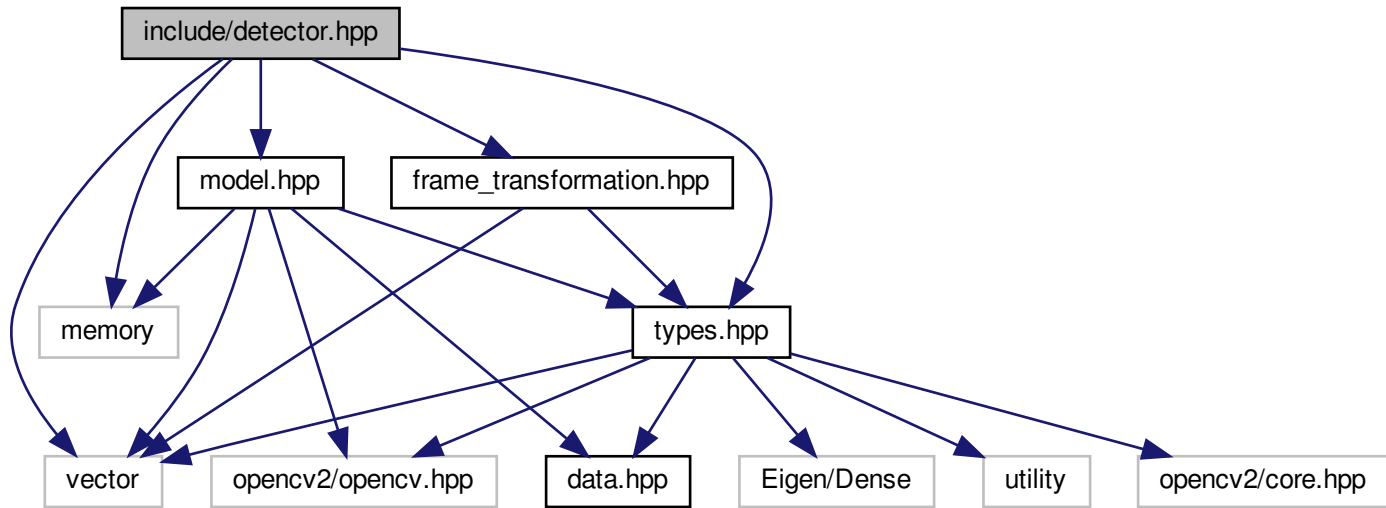 include/detector.hpp
model.hpp
frame_transformation.hpp
memory
types.hpp
vector
opencv2/opencv.hpp
data.hpp
Eigen/Dense
utility
opencv2/core.hpp